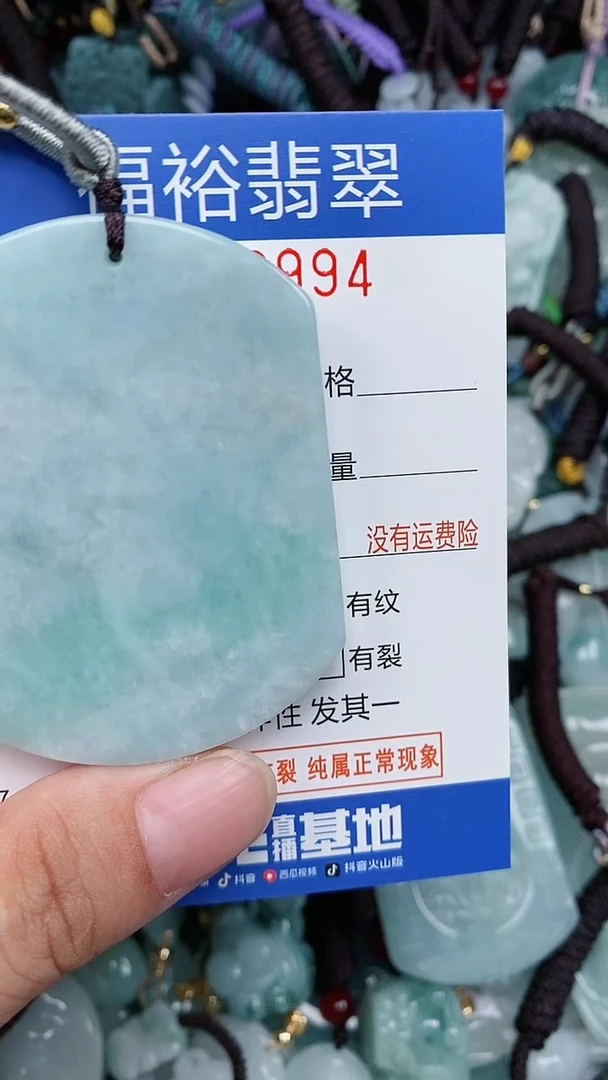 福裕翡翠
994
格
量
没有运费险
有纹
有裂
性 发其一
裂 纯属正常现象
直播基地
抖音 西瓜视频 抖音火山版